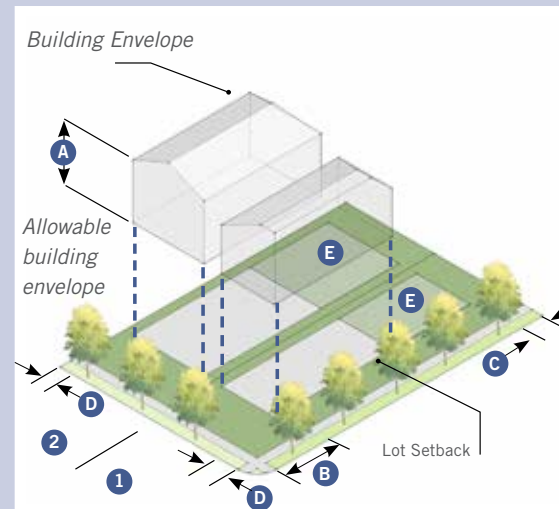 Building Envelope
A
Allowable
building
envelope
E
E
C
D
Lot Setback
2
B
1
D